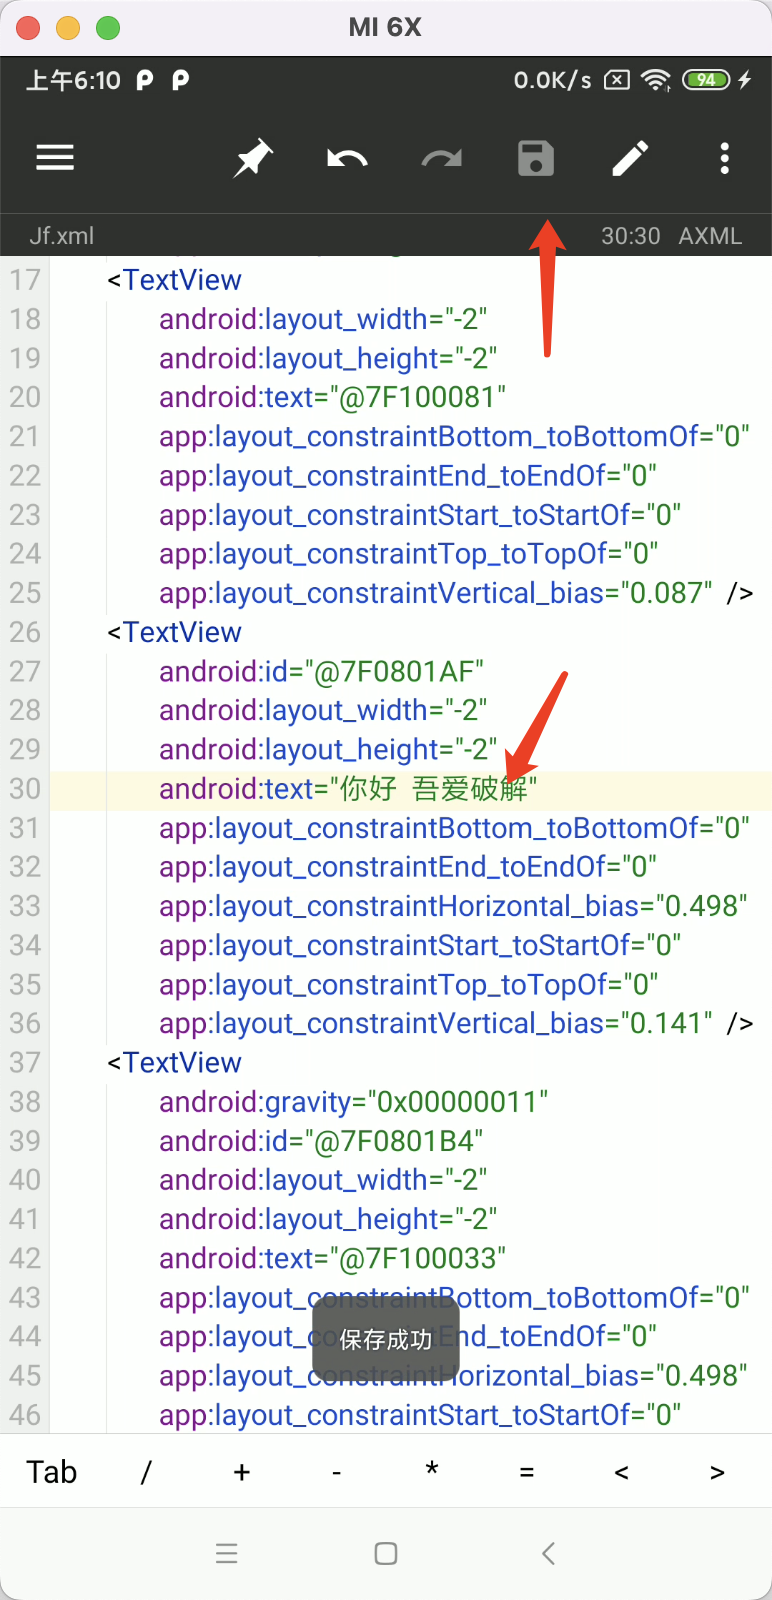 MI 6X
上午6:10
0.0K/s
94
Jf.xml 30:30 AXML
17 <TextView
18 android:layout_width="-2"
19 android:layout_height="-2"
20 android:text="@7F100081"
21 app:layout_constraintBottom_toBottomOf="0"
22 app:layout_constraintEnd_toEndOf="0"
23 app:layout_constraintStart_toStartOf="0"
24 app:layout_constraintTop_toTopOf="0"
25 app:layout_constraintVertical_bias="0.087" />
26 <TextView
27 android:id="@7F0801AF"
28 android:layout_width="-2"
29 android:layout_height="-2"
30 android:text="你好 吾爱破解"
31 app:layout_constraintBottom_toBottomOf="0"
32 app:layout_constraintEnd_toEndOf="0"
33 app:layout_constraintHorizontal_bias="0.498"
34 app:layout_constraintStart_toStartOf="0"
35 app:layout_constraintTop_toTopOf="0"
36 app:layout_constraintVertical_bias="0.141" />
37 <TextView
38 android:gravity="0x00000011"
39 android:id="@7F0801B4"
40 android:layout_width="-2"
41 android:layout_height="-2"
42 android:text="@7F100033"
43 app:layout_constraintBottom_toBottomOf="0"
44 app:layout_constraintEnd_toEndOf="0"
保存成功
45 app:layout_constraintHorizontal_bias="0.498"
46 app:layout_constraintStart_toStartOf="0"
Tab / + - * = < >